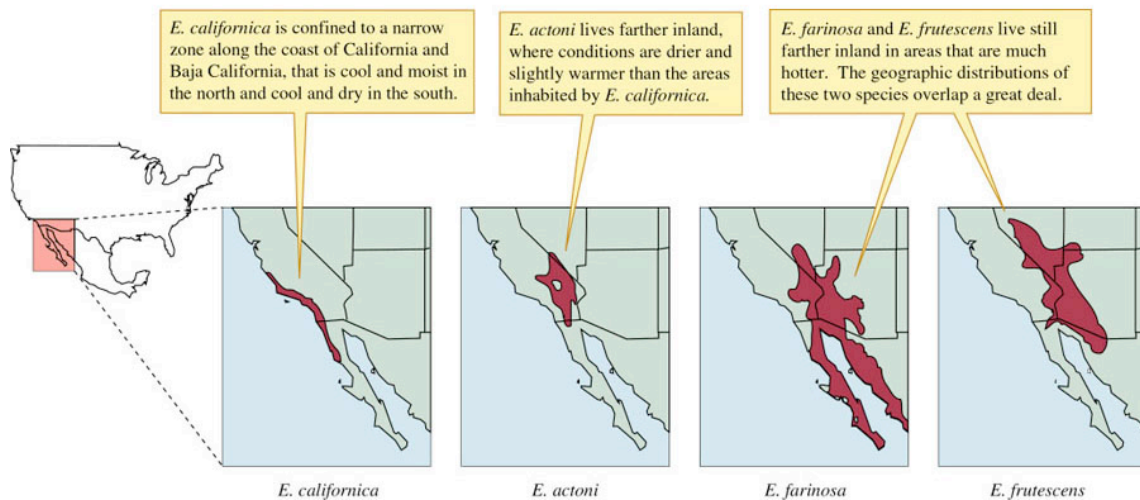 E. californica is confined to a narrow
zone along the coast of California and
Baja California, that is cool and moist in
the north and cool and dry in the south.
E. actoni lives farther inland,
where conditions are drier and
slightly warmer than the areas
inhabited by E. californica.
E. farinosa and E. frutescens live still
farther inland in areas that are much
hotter. The geographic distributions of
these two species overlap a great deal.
E. californica
E. actoni
E. farinosa
E. frutescens